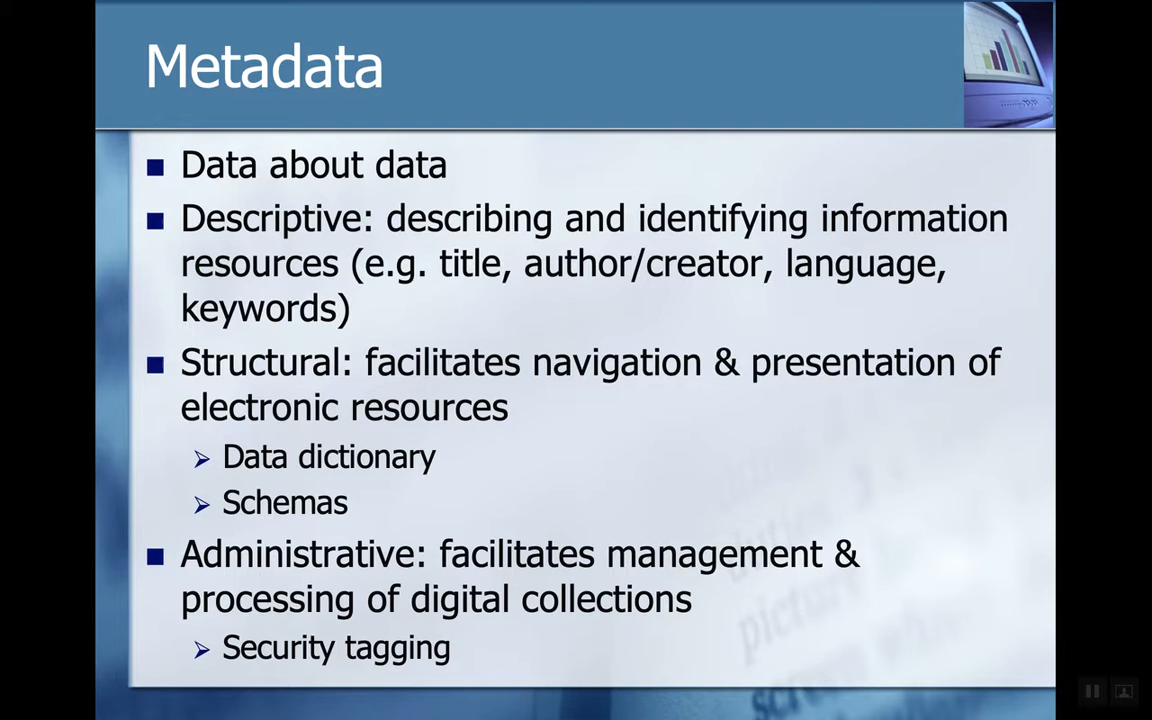 Metadata
Data about data
Descriptive: describing and identifying information
resources (e.g. title, author/creator, language,
keywords)
Structural: facilitates navigation & presentation of
electronic resources
Data dictionary
Schemas
Administrative: facilitates management &
processing of digital collections
Security tagging